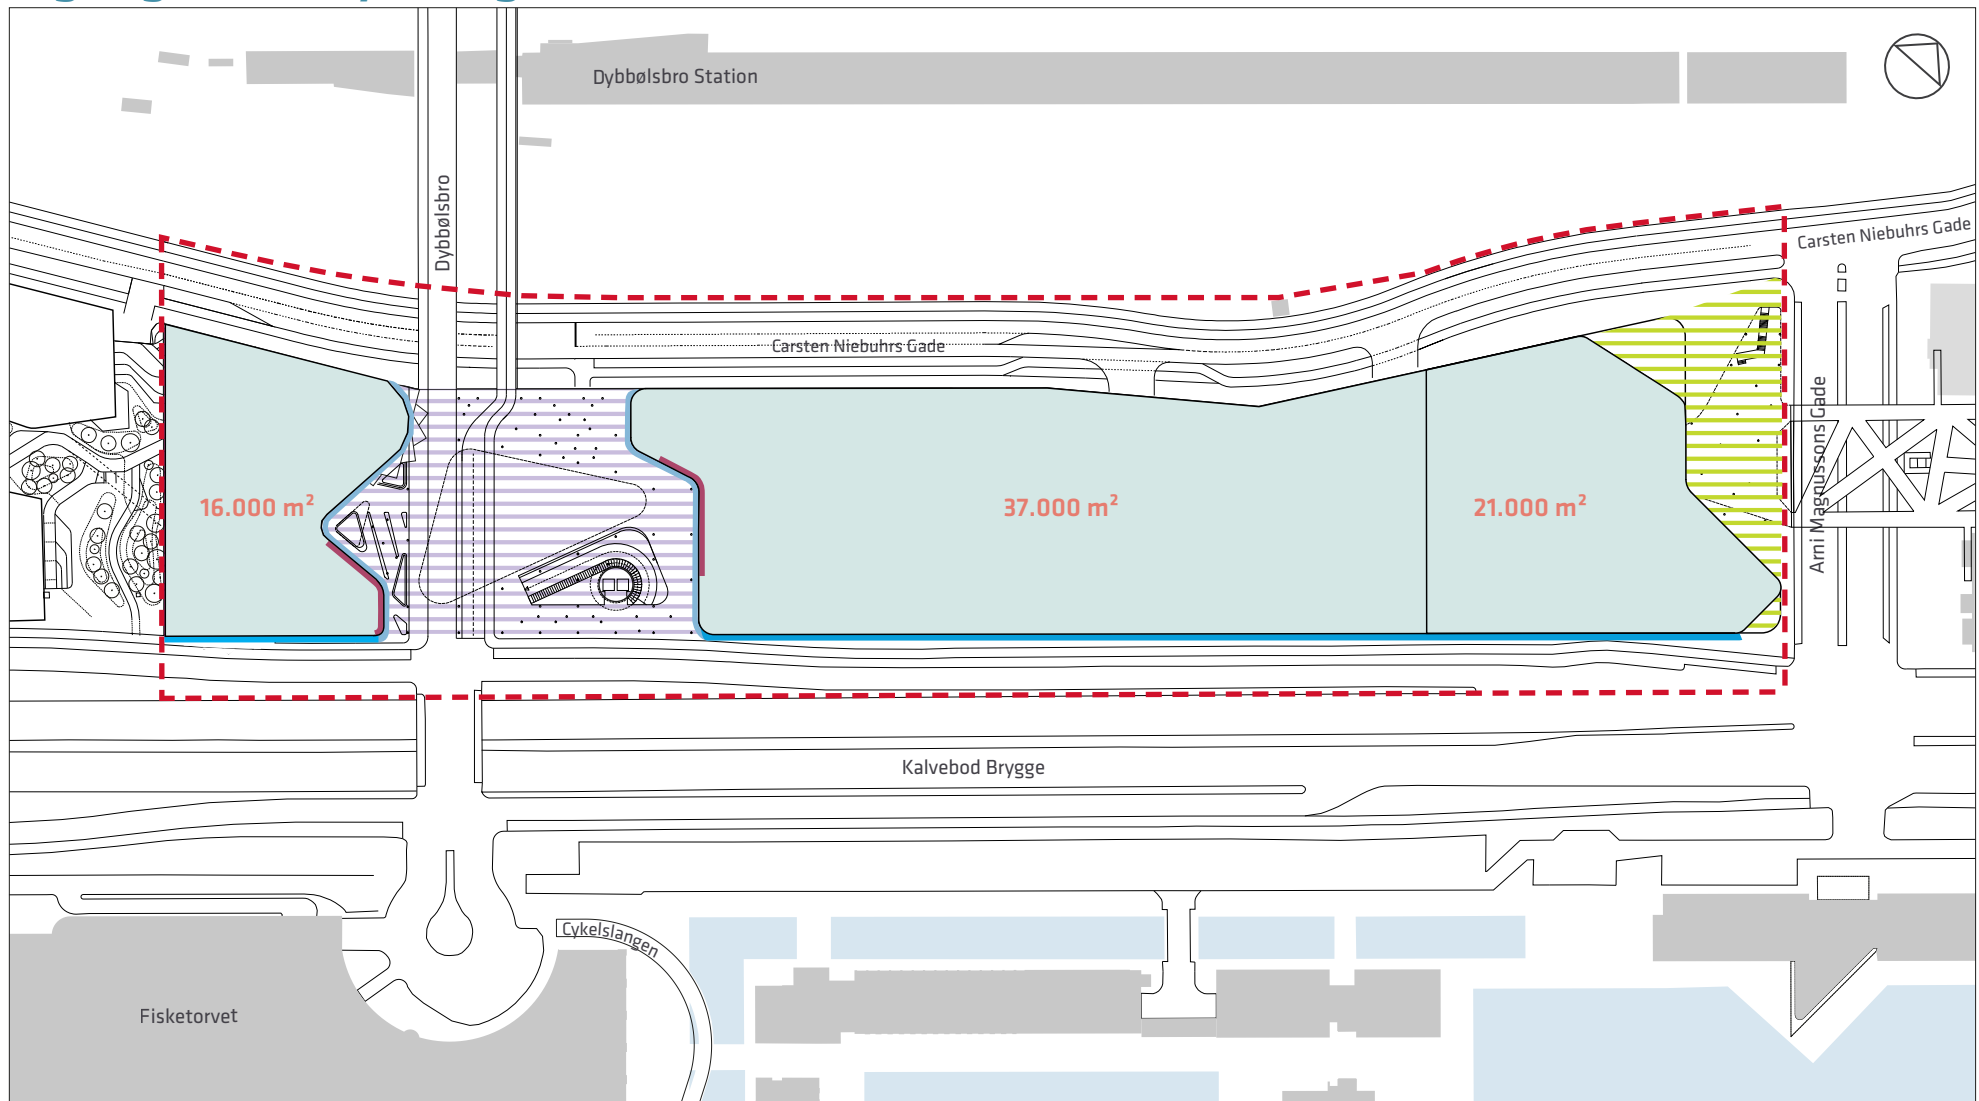 Dybbølsbro Station
Dybbølsbro
Carsten Niebuhrs Gade
Carsten Niebuhrs Gade
Arni Magnussons Gade
16.000 m²
37.000 m²
21.000 m²
Kalvebod Brygge
Cykelslangen
Fisketorvet